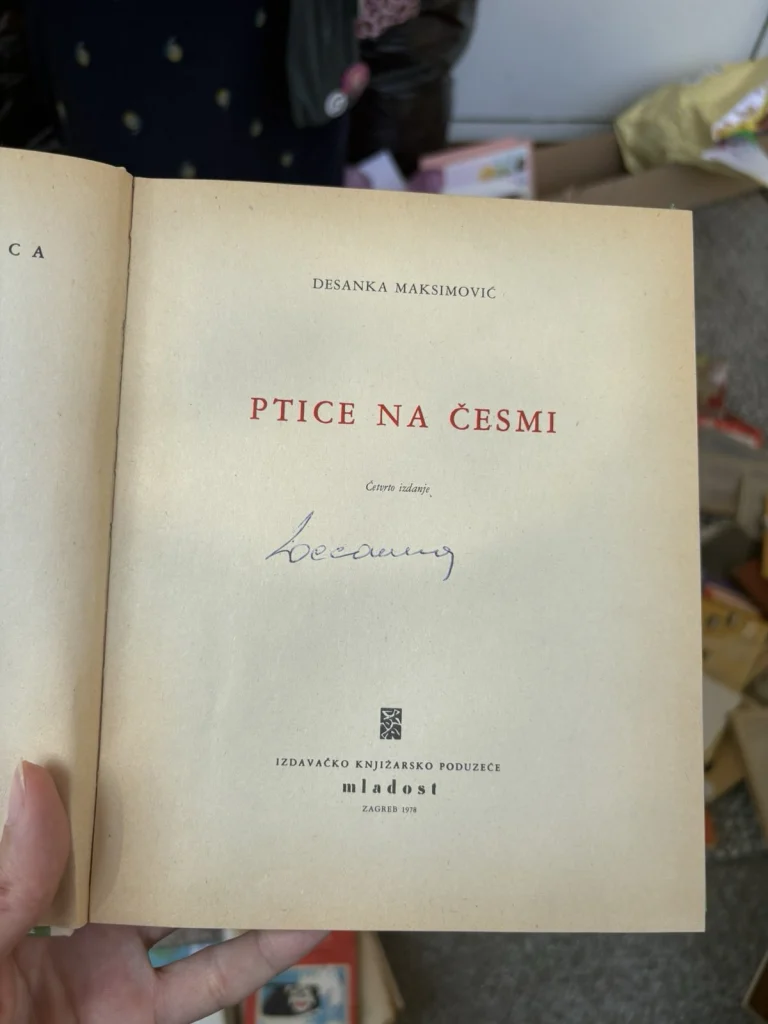 C A
DESANKA MAKSIMOVIĆ
PTICE NA ČESMI
Četvrto izdanje
Десанка
IZDAVAČKO KNJIŽARSKO PODUZEĆE
mladost
ZAGREB 1978